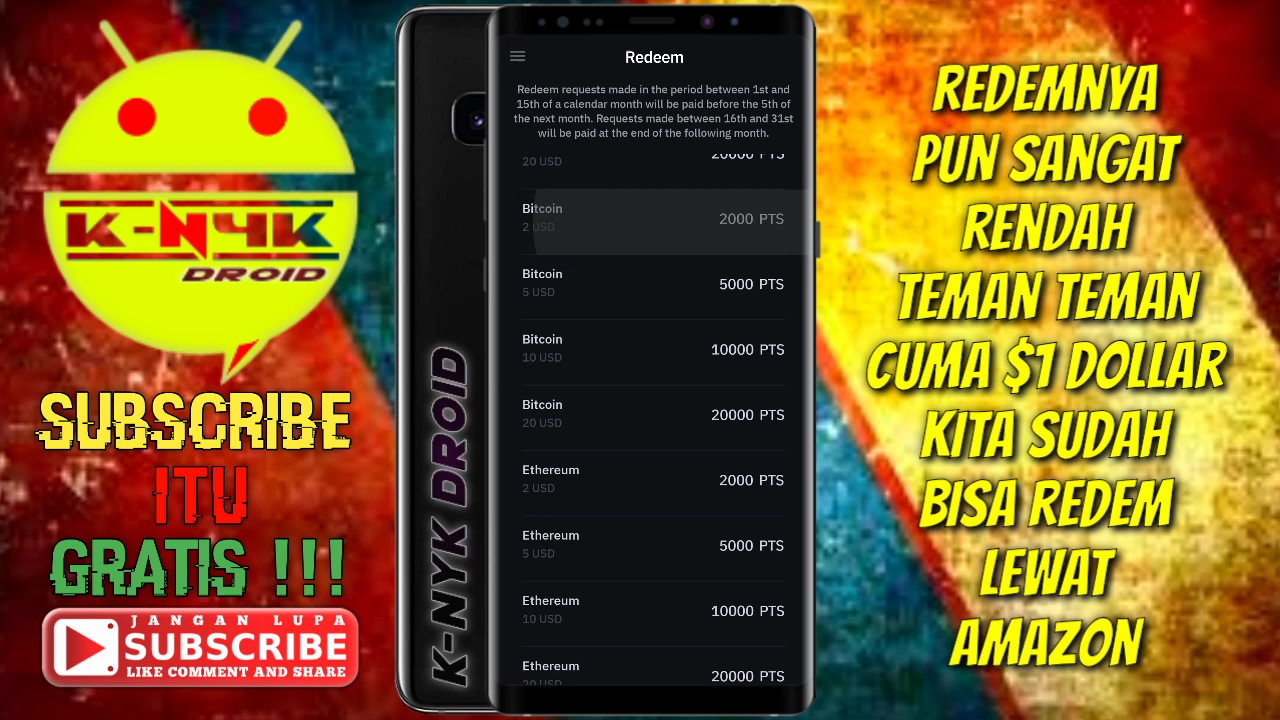 K-NYK
DROID
SUBSCRIBE
ITU
GRATIS !!!
JANGAN LUPA
SUBSCRIBE
LIKE COMMENT AND SHARE
K-NYK DROID
Redeem
Redeem requests made in the period between 1st and
15th of a calendar month will be paid before the 5th of
the next month. Requests made between 16th and 31st
will be paid at the end of the following month.
20 USD 20000 PTS
Bitcoin
2 USD 2000 PTS
Bitcoin
5 USD 5000 PTS
Bitcoin
10 USD 10000 PTS
Bitcoin
20 USD 20000 PTS
Ethereum
2 USD 2000 PTS
Ethereum
5 USD 5000 PTS
Ethereum
10 USD 10000 PTS
Ethereum
20 USD 20000 PTS
REDEMNYA
PUN SANGAT
RENDAH
TEMAN TEMAN
CUMA $1 DOLLAR
KITA SUDAH
BISA REDEM
LEWAT
AMAZON